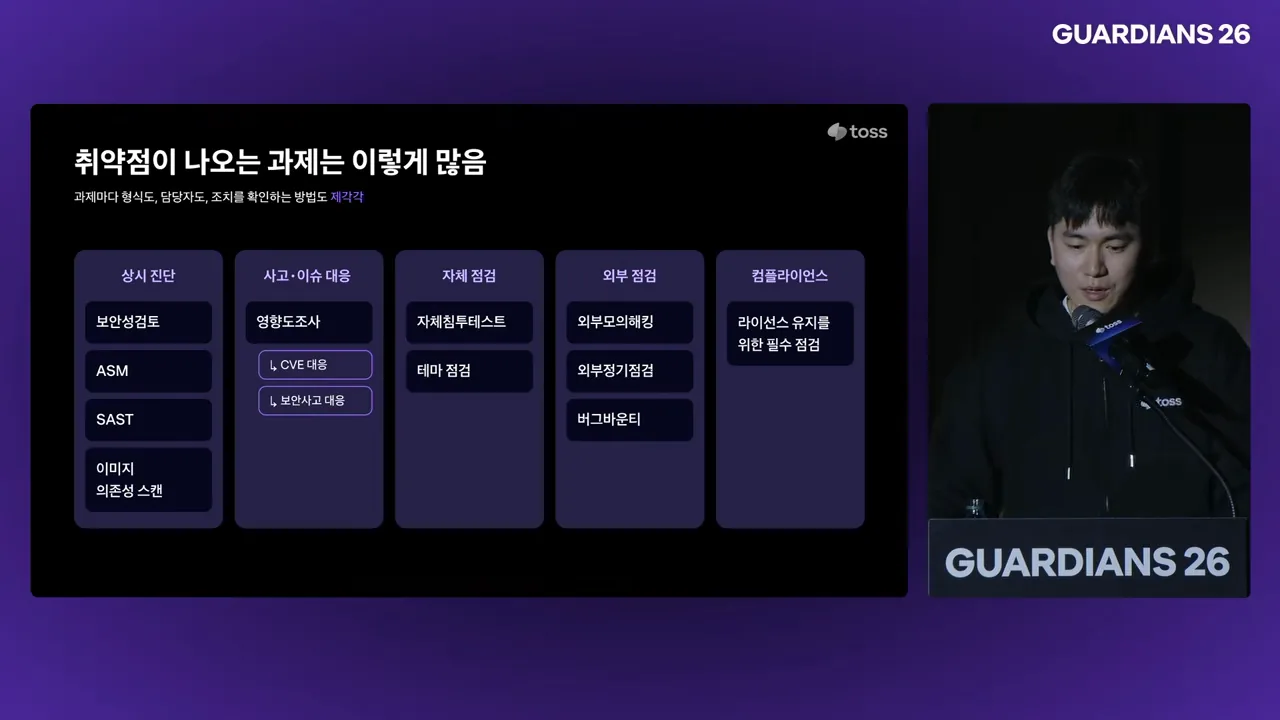 GUARDIANS 26
toss
취약점이 나오는 과제는 이렇게 많음
과제마다 형식도, 담당자도, 조치를 확인하는 방법도 제각각
상시 진단
보안성검토
ASM
SAST
이미지
의존성 스캔
사고·이슈 대응
영향도조사
↳ CVE 대응
↳ 보안사고 대응
자체 점검
자체침투테스트
테마 점검
외부 점검
외부모의해킹
외부정기점검
버그바운티
컴플라이언스
라이선스 유지를
위한 필수 점검
toss
toss
GUARDIANS 26